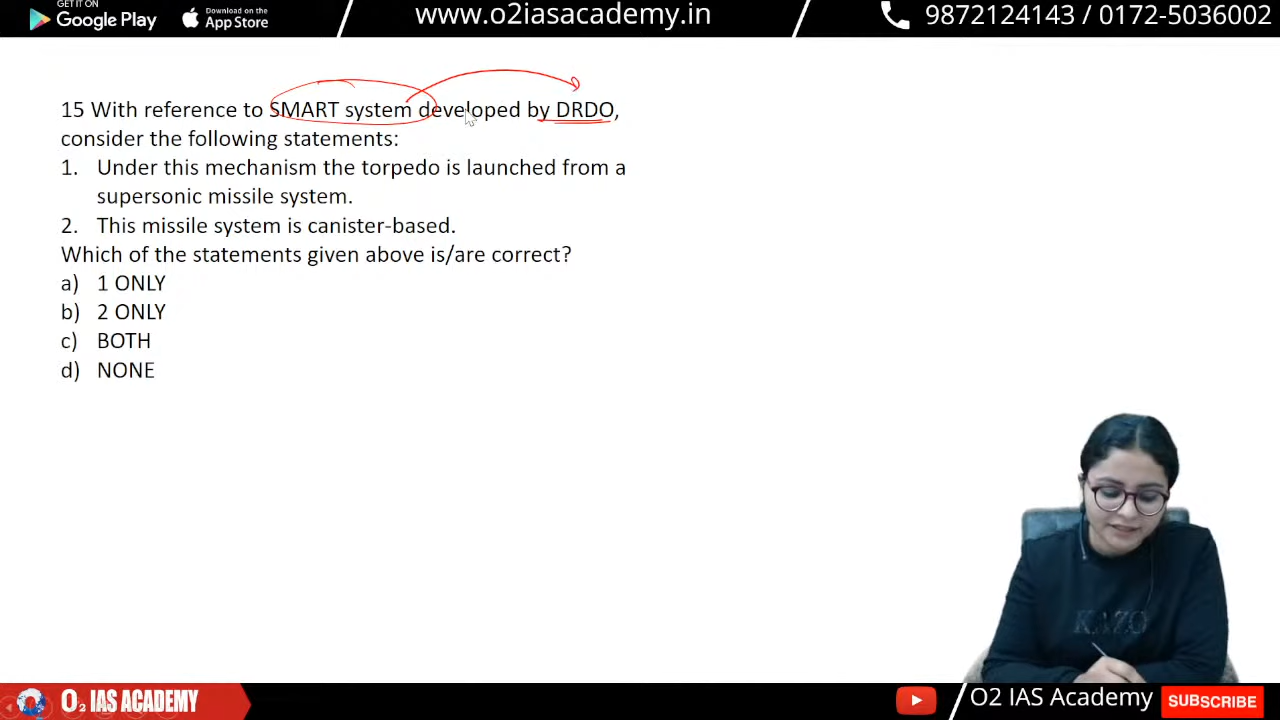 GET IT ON
Google Play
Download on the
App Store
www.o2iasacademy.in
9872124143 / 0172-5036002
15 With reference to SMART system developed by DRDO,
consider the following statements:
1. Under this mechanism the torpedo is launched from a
supersonic missile system.
2. This missile system is canister-based.
Which of the statements given above is/are correct?
a) 1 ONLY
b) 2 ONLY
c) BOTH
d) NONE
KAZO
O2 IAS ACADEMY
O2 IAS Academy
SUBSCRIBE